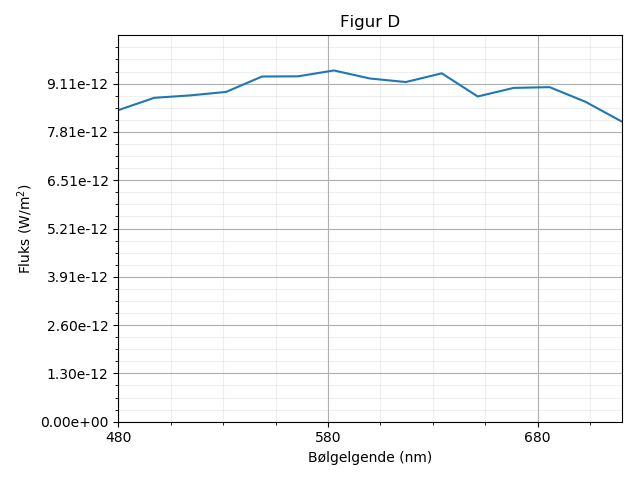 Figur D
9.11e-12
7.81e-12
6.51e-12
5.21e-12
3.91e-12
2.60e-12
1.30e-12
0.00e+00
Fluks (W/m²)
480 580 680
Bølgelgende (nm)